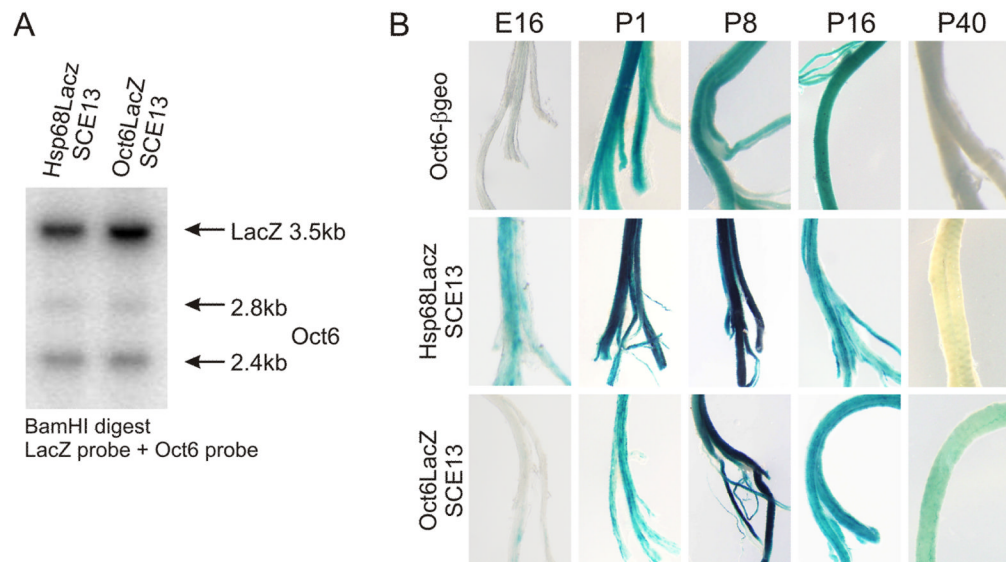 A
Hsp68Lacz
SCE13
Oct6LacZ
SCE13
LacZ 3.5kb
2.8kb
Oct6
2.4kb
BamHI digest
LacZ probe + Oct6 probe
B
E16 P1 P8 P16 P40
Oct6-βgeo
Hsp68Lacz
SCE13
Oct6LacZ
SCE13